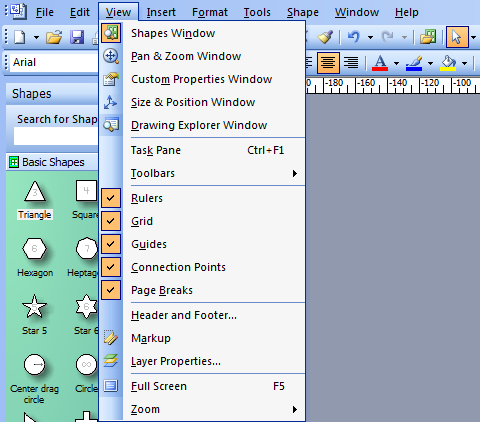 File Edit View Insert Format Tools Shape Window Help
Arial
Shapes
Search for Shap
Basic Shapes
Triangle Square
Hexagon Heptag
Star 5 Star 6
Center drag circle Circle
Shapes Window
Pan & Zoom Window
Custom Properties Window
Size & Position Window
Drawing Explorer Window
Task Pane Ctrl+F1
Toolbars
Rulers
Grid
Guides
Connection Points
Page Breaks
Header and Footer...
Markup
Layer Properties...
Full Screen F5
Zoom
-180 -160 -140 -120 -100